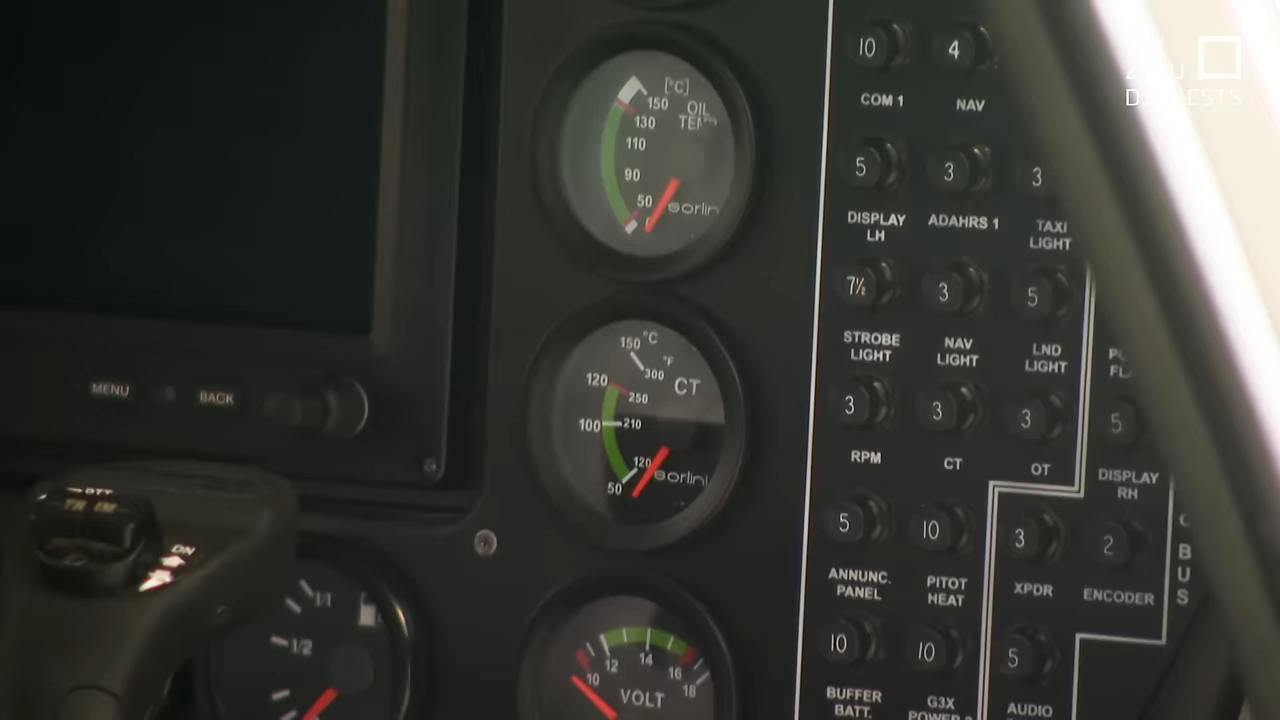 MENU
BACK
PTT
DN
1/1
1/2
[°C]
150
OIL
130
110
90
50
150 °C
°F
300
CT
120
250
100
210
120
50
12
14
16
10
18
VOLT
10
4
COM 1
NAV
5
3
3
DISPLAY
LH
ADAHRS 1
TAXI
LIGHT
7½
3
5
STROBE
LIGHT
NAV
LIGHT
LND
LIGHT
3
3
3
5
RPM
CT
OT
DISPLAY
RH
5
10
3
2
ANNUNC.
PANEL
PITOT
HEAT
XPDR
ENCODER
B
U
S
10
10
5
BUFFER
BATT.
G3X
AUDIO